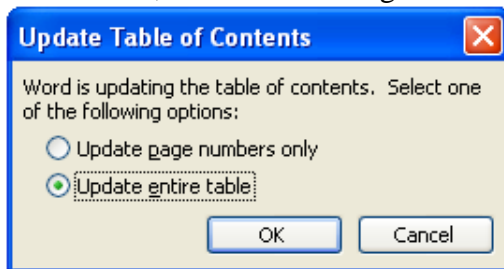 Update Table of Contents
Word is updating the table of contents. Select one
of the following options:
Update page numbers only
Update entire table
OK Cancel